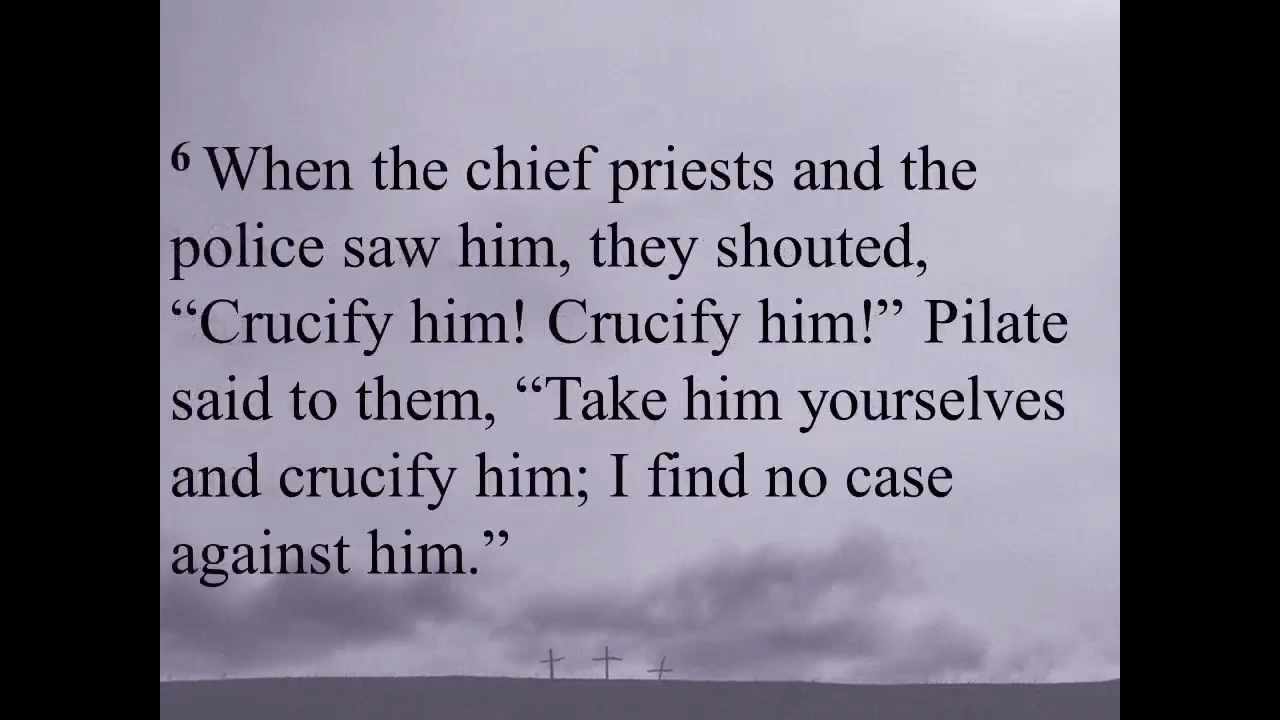 6 When the chief priests and the
police saw him, they shouted,
“Crucify him! Crucify him!” Pilate
said to them, “Take him yourselves
and crucify him; I find no case
against him.”